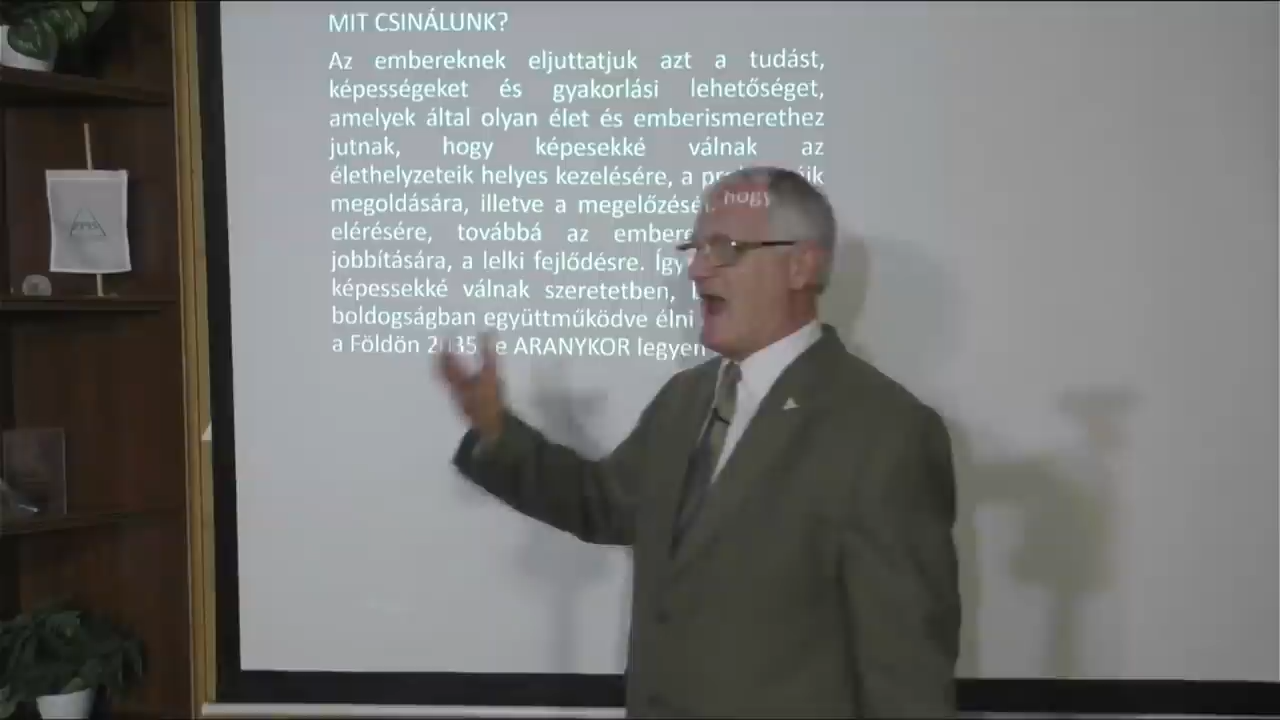 MIT CSINÁLUNK?
Az embereknek eljuttatjuk azt a tudást,
képességeket és gyakorlási lehetőséget,
amelyek által olyan élet és emberismerethez
jutnak, hogy képesekké válnak az
élethelyzeteik helyes kezelésére, a
megoldására, illetve a hogy
elérésére, továbbá az
jobbítására, a lelki fejlődésre. Így
képessekké válnak szeretetben,
boldogságban együttműködve élni
a Földön ARANYKOR legyen